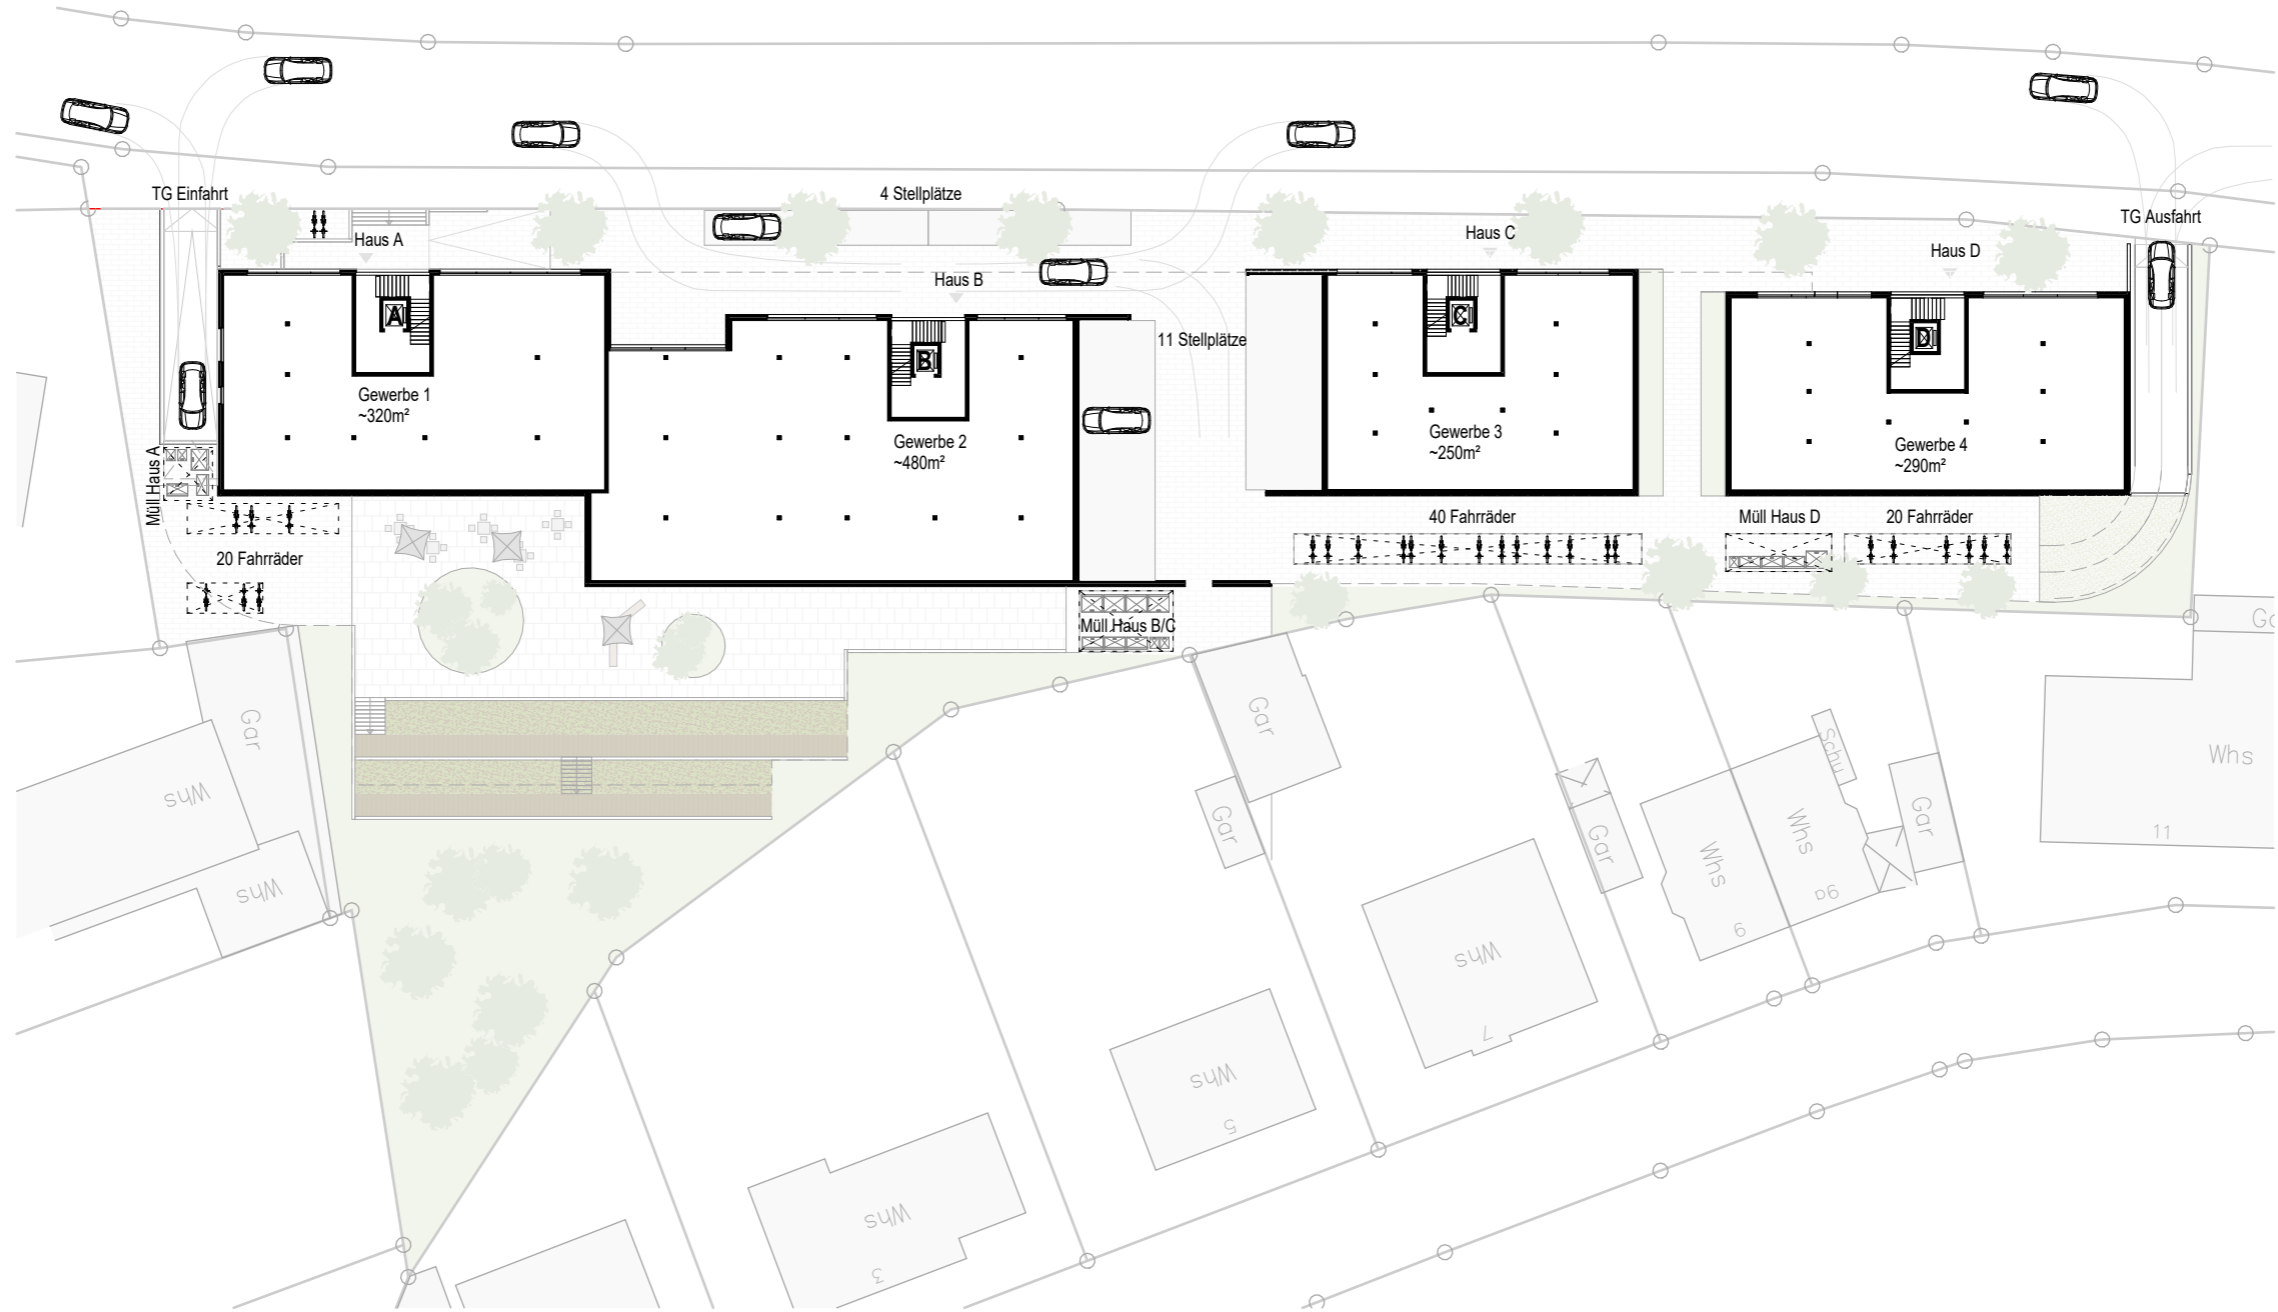 TG Einfahrt
4 Stellplätze
TG Ausfahrt
Haus A
Haus B
Haus C
Haus D
A
B
C
D
11 Stellplätze
Gewerbe 1
~320m²
Gewerbe 2
~480m²
Gewerbe 3
~250m²
Gewerbe 4
~290m²
Müll Haus A
20 Fahrräder
40 Fahrräder
Müll Haus D
20 Fahrräder
Müll Haus B/C
Gar
Whs
Whs
Gar
Gar
Gar
Schu
Gar
Whs
Whs
9
9a
Whs
11
Whs
7
Whs
5
Whs
3